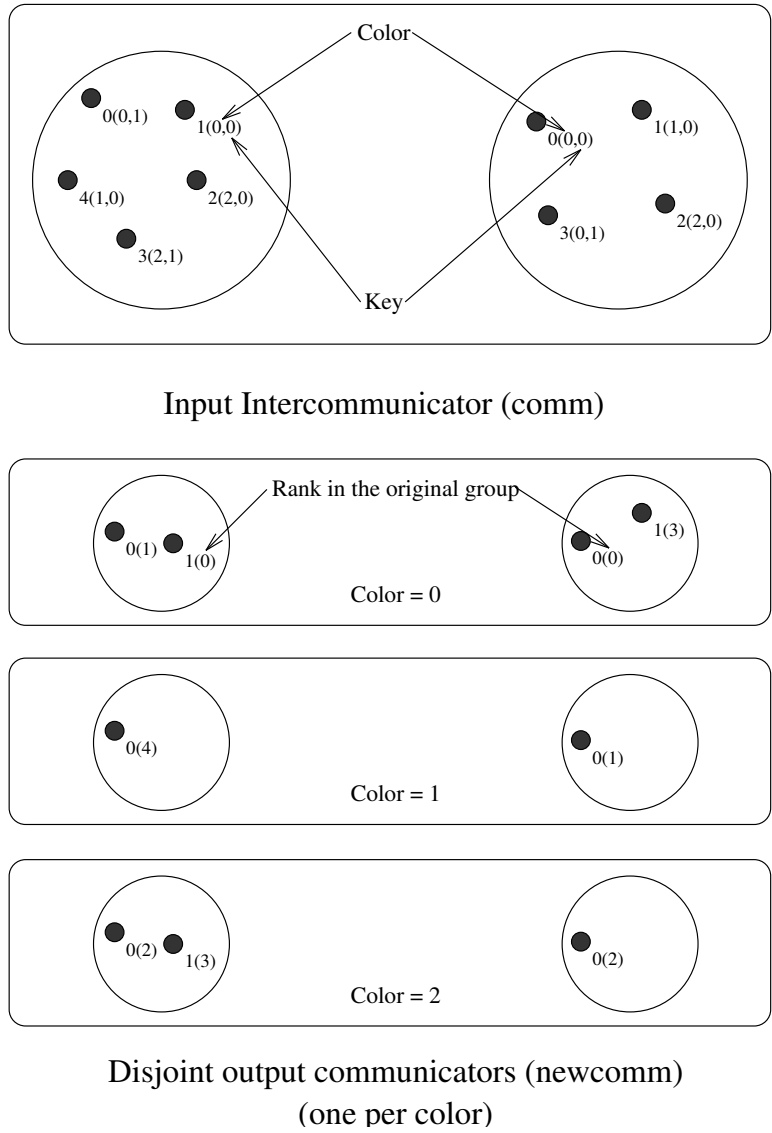 Color
0(0,1)
1(0,0)
0(0,0)
1(1,0)
4(1,0)
2(2,0)
3(0,1)
2(2,0)
3(2,1)
Key
Input Intercommunicator (comm)
Rank in the original group
0(1)
1(0)
0(0)
1(3)
Color = 0
0(4)
0(1)
Color = 1
0(2)
1(3)
0(2)
Color = 2
Disjoint output communicators (newcomm)
(one per color)